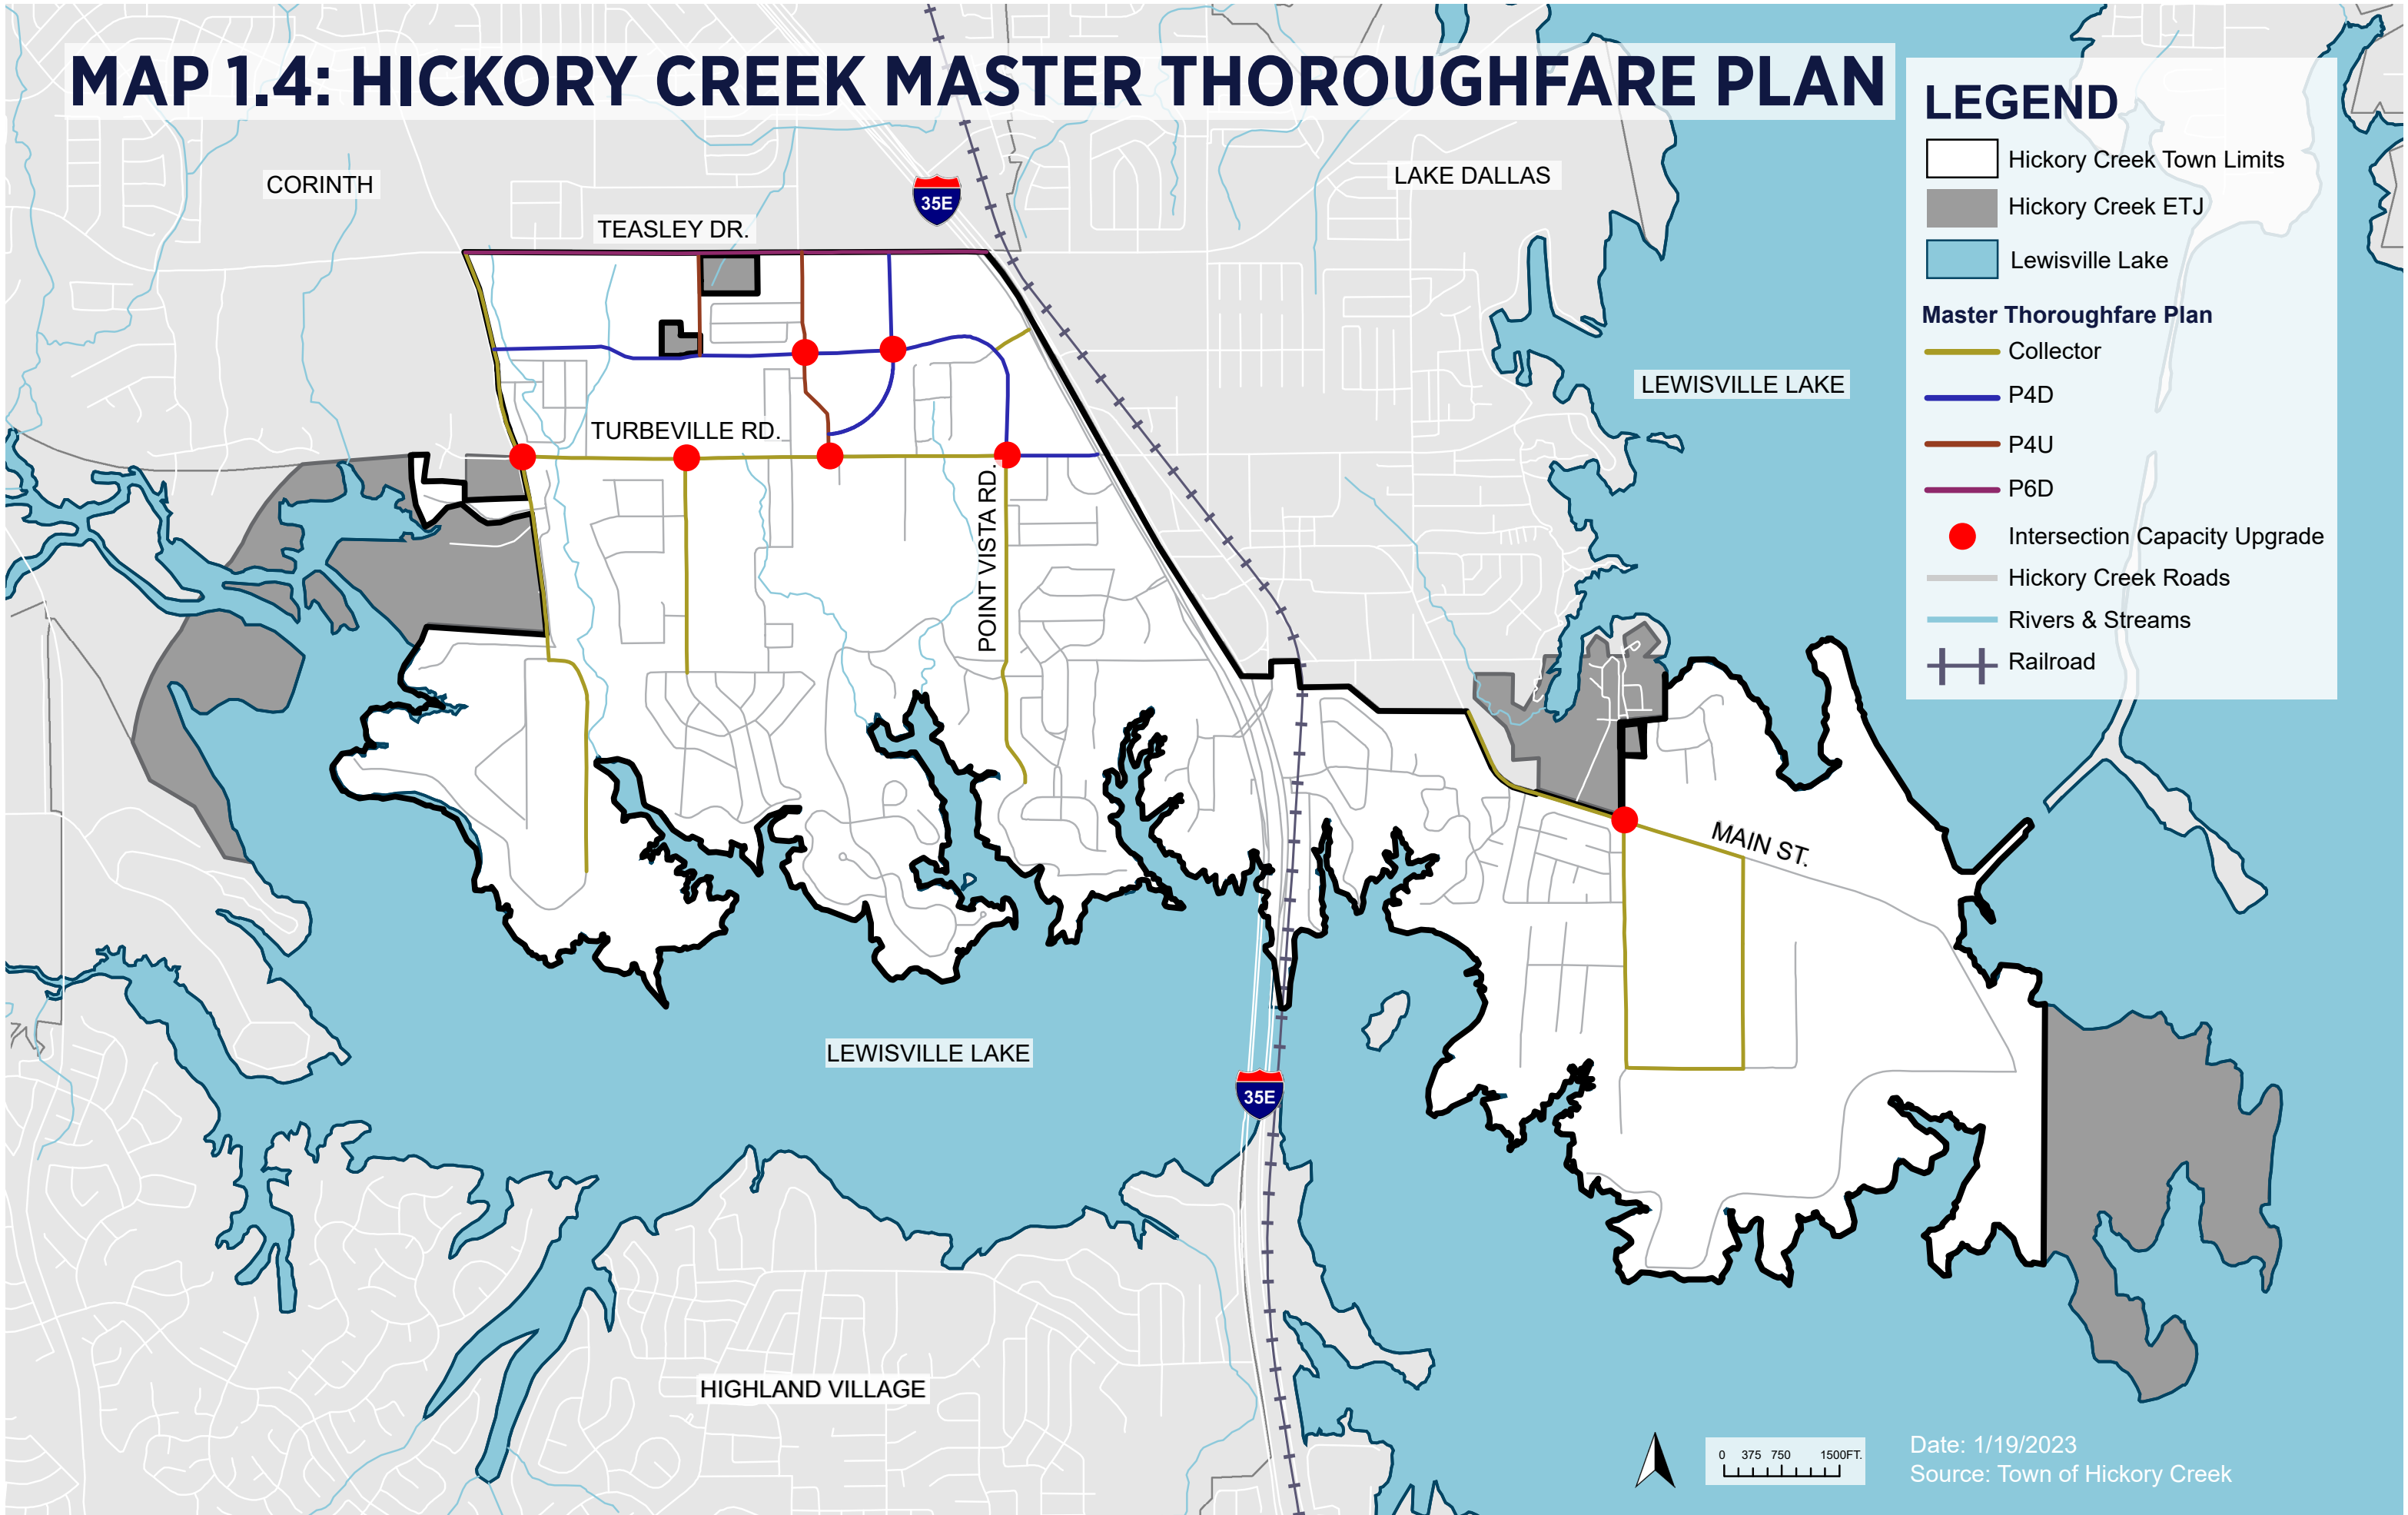 MAP 1.4: HICKORY CREEK MASTER THOROUGHFARE PLAN
LEGEND
Hickory Creek Town Limits
Hickory Creek ETJ
Lewisville Lake
Master Thoroughfare Plan
Collector
P4D
P4U
P6D
Intersection Capacity Upgrade
Hickory Creek Roads
Rivers & Streams
Railroad
CORINTH
LAKE DALLAS
35E
TEASLEY DR.
LEWISVILLE LAKE
TURBEVILLE RD.
POINT VISTA RD.
MAIN ST.
LEWISVILLE LAKE
35E
HIGHLAND VILLAGE
0 375 750 1500FT.
Date: 1/19/2023
Source: Town of Hickory Creek